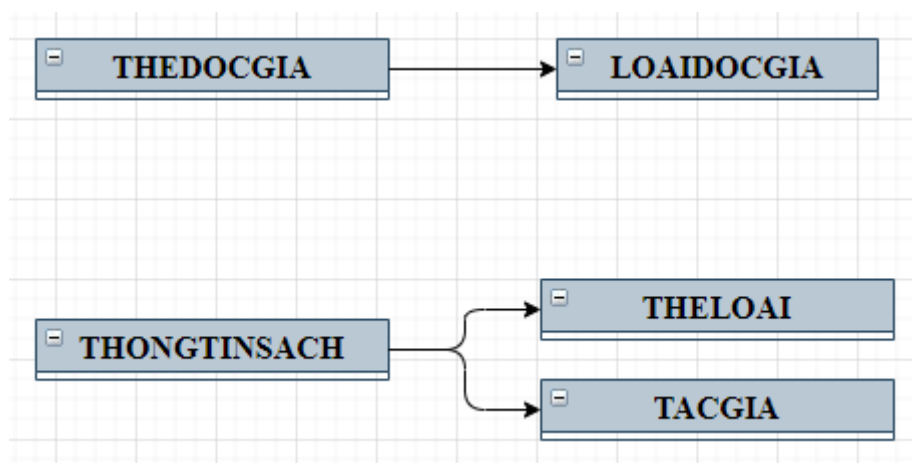 THEDOCGIA
LOAIDOCGIA
THELOAI
THONGTINSACH
TACGIA